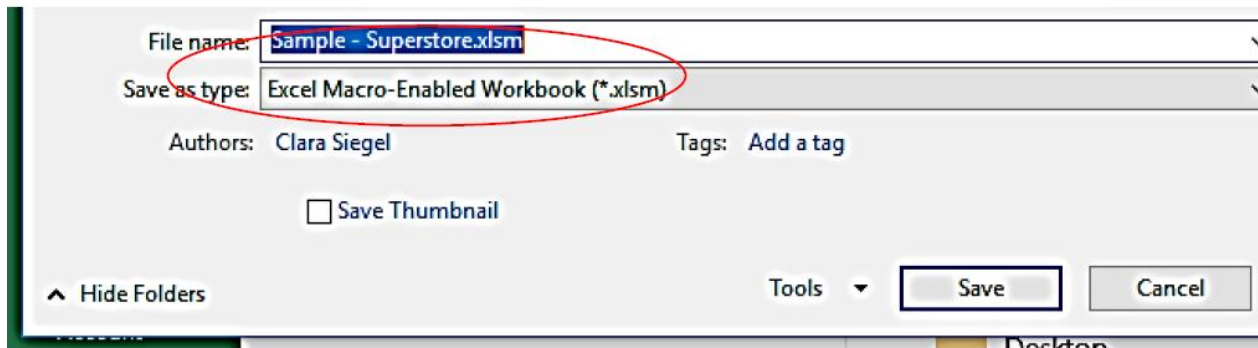 File name: Sample - Superstore.xlsm
Save as type: Excel Macro-Enabled Workbook (*.xlsm)
Authors: Clara Siegel Tags: Add a tag
Save Thumbnail
Hide Folders Tools Save Cancel
Desktop